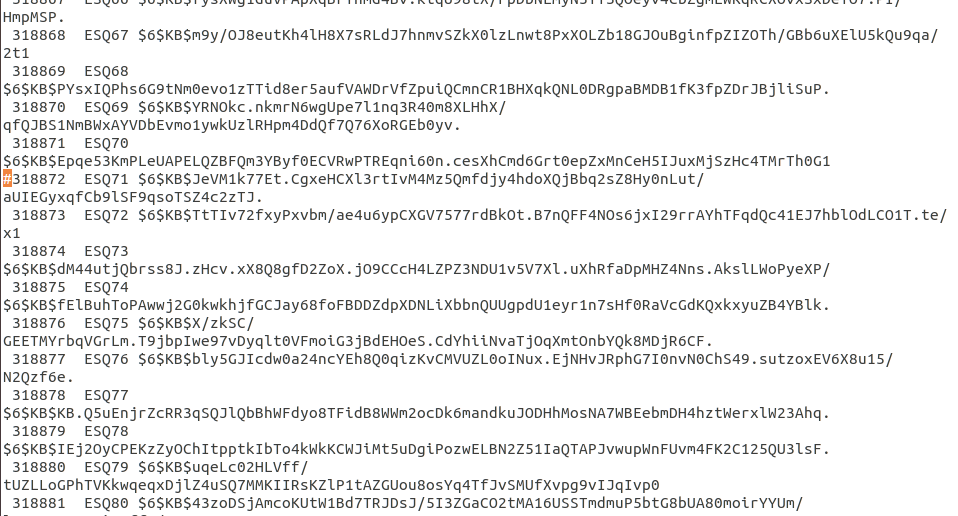 HmpMSP.
318868 ESQ67 $6$KB$m9y/OJ8eutKh4lH8X7sRLdJ7hnmvSZkX0lzLnwt8PxXOLZb18GJOuBginfpZIZOTh/GBb6uXElU5kQu9qa/
2t1
318869 ESQ68
$6$KB$PYsxIQPhs6G9tNm0evo1zTTid8er5aufVAWDrVfZpuiQCmnCR1BHXqkQNL0DRgpaBMDB1fK3fpZDrJBjliSuP.
318870 ESQ69 $6$KB$YRNOkc.nkmrN6wgUpe7l1nq3R40m8XLHhX/
qfQJBS1NmBWxAYVDbEvmo1ywkUzlRHpm4DdQf7Q76XoRGEb0yv.
318871 ESQ70
$6$KB$Epqe53KmPLeUAPELQZBFQm3YByf0ECVRwPTREqni60n.cesXhCmd6Grt0epZxMnCeH5IJuxMjSzHc4TMrTh0G1
#318872 ESQ71 $6$KB$JeVM1k77Et.CgxeHCXl3rtIvM4Mz5Qmfdjy4hdoXQjBbq2sZ8Hy0nLut/
aUIEGyxqfCb9lSF9qsoTSZ4c2zTJ.
318873 ESQ72 $6$KB$TtTIv72fxyPxvbm/ae4u6ypCXGV7577rdBkOt.B7nQFF4NOs6jxI29rrAYhTFqdQc41EJ7hblOdLCO1T.te/
x1
318874 ESQ73
$6$KB$dM44utjQbrss8J.zHcv.xX8Q8gfD2ZoX.jO9CCcH4LZPZ3NDU1v5V7Xl.uXhRfaDpMHZ4Nns.AkslLWoPyeXP/
318875 ESQ74
$6$KB$fElBuhToPAwwj2G0kwkhjfGCJay68foFBDDZdpXDNLiXbbnQUUgpdU1eyr1n7sHf0RaVcGdKQxkxyuZB4YBlk.
318876 ESQ75 $6$KB$X/zkSC/
GEETMYrbqVGrLm.T9jbpIwe97vDyqlt0VFmoiG3jBdEHOeS.CdYhiiNvaTjOqXmtOnbYQk8MDjR6CF.
318877 ESQ76 $6$KB$bly5GJIcdw0a24ncYEh8Q0qizKvCMVUZL0oINux.EjNHvJRphG7I0nvN0ChS49.sutzoxEV6X8u15/
N2Qzf6e.
318878 ESQ77
$6$KB$KB.Q5uEnjrZcRR3qSQJlQbBhWFdyo8TFidB8WWm2ocDk6mandkuJODHhMosNA7WBEebmDH4hztWerxlW23Ahq.
318879 ESQ78
$6$KB$IEj2OyCPEKzZyOChItpptkIbTo4kWkKCWJiMt5uDgiPozwELBN2Z51IaQTAPJvwupWnFUvm4FK2C125QU3lsF.
318880 ESQ79 $6$KB$uqeLc02HLVff/
tUZLLoGPhTVKkwqeqxDjlZ4uSQ7MMKIIRsKZlP1tAZGUou8osYq4TfJvSMUfXvpg9vIJqIvp0
318881 ESQ80 $6$KB$43zoDSjAmcoKUtW1Bd7TRJDsJ/5I3ZGaCO2tMA16USSTmdmuP5btG8bUA80moirYYUm/